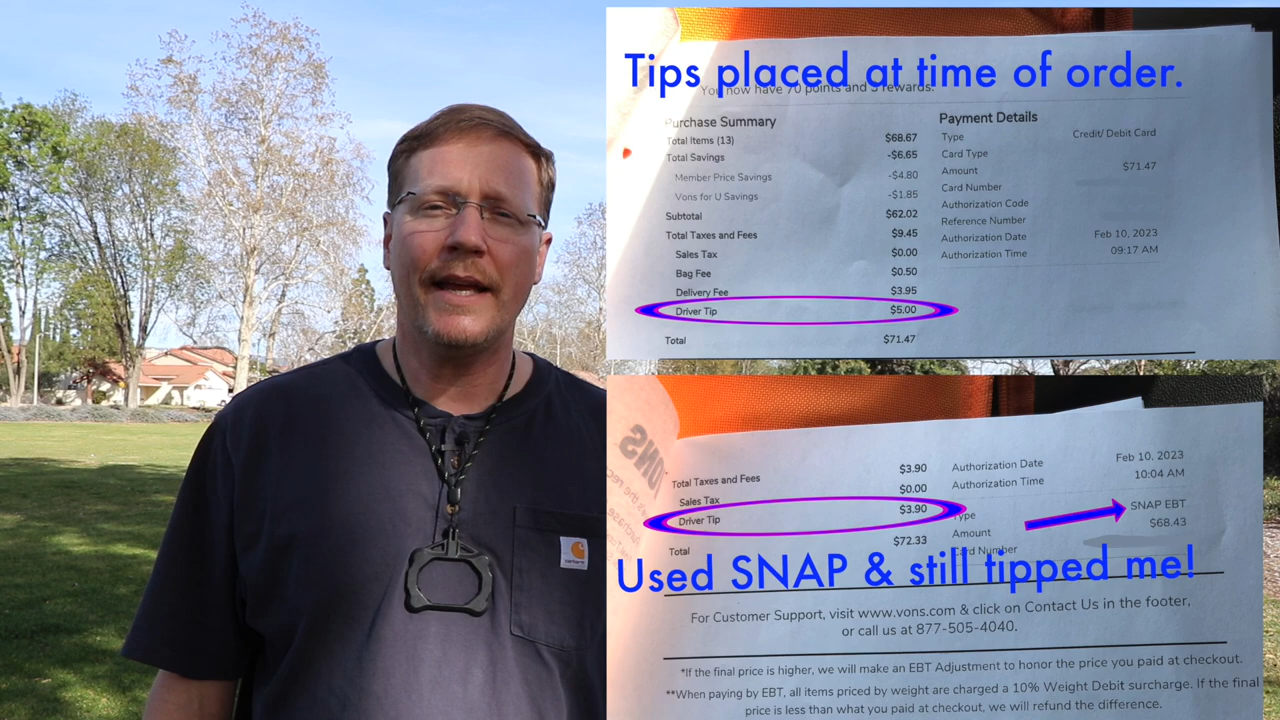 Tips placed at time of order.
You now have 70 points and 3 rewards.
Purchase Summary
Total Items (13) $68.67
Total Savings -$6.65
Member Price Savings -$4.80
Vons for U Savings -$1.85
Subtotal $62.02
Total Taxes and Fees $9.45
Sales Tax $0.00
Bag Fee $0.50
Delivery Fee $3.95
Driver Tip $5.00
Total $71.47
Payment Details
Type Credit/ Debit Card
Card Type
Amount $71.47
Card Number
Authorization Code
Reference Number
Authorization Date Feb 10, 2023
Authorization Time 09:17 AM
VONS
Total Taxes and Fees $3.90
Sales Tax $0.00
Driver Tip $3.90
Total $72.33
Authorization Date Feb 10, 2023
Authorization Time 10:04 AM
Type SNAP EBT
Amount $68.43
Card Number
Used SNAP & still tipped me!
For Customer Support, visit www.vons.com & click on Contact Us in the footer,
or call us at 877-505-4040.
*If the final price is higher, we will make an EBT Adjustment to honor the price you paid at checkout.
**When paying by EBT, all items priced by weight are charged a 10% Weight Debit surcharge. If the final
price is less than what you paid at checkout, we will refund the difference.
carhartt